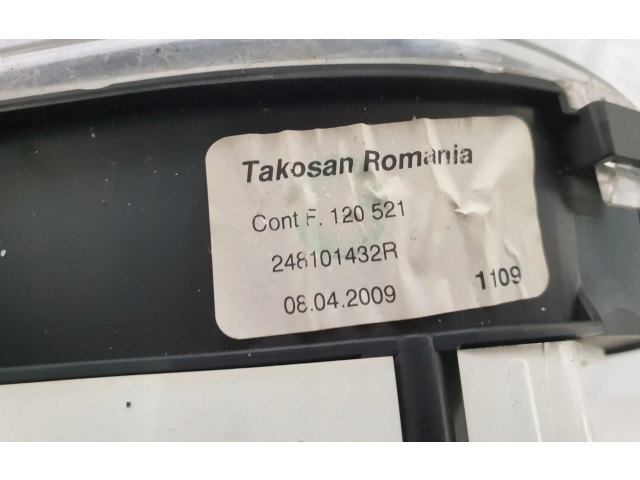 Takosan Romania
Cont F. 120 521
248101432R
08.04.2009 1109